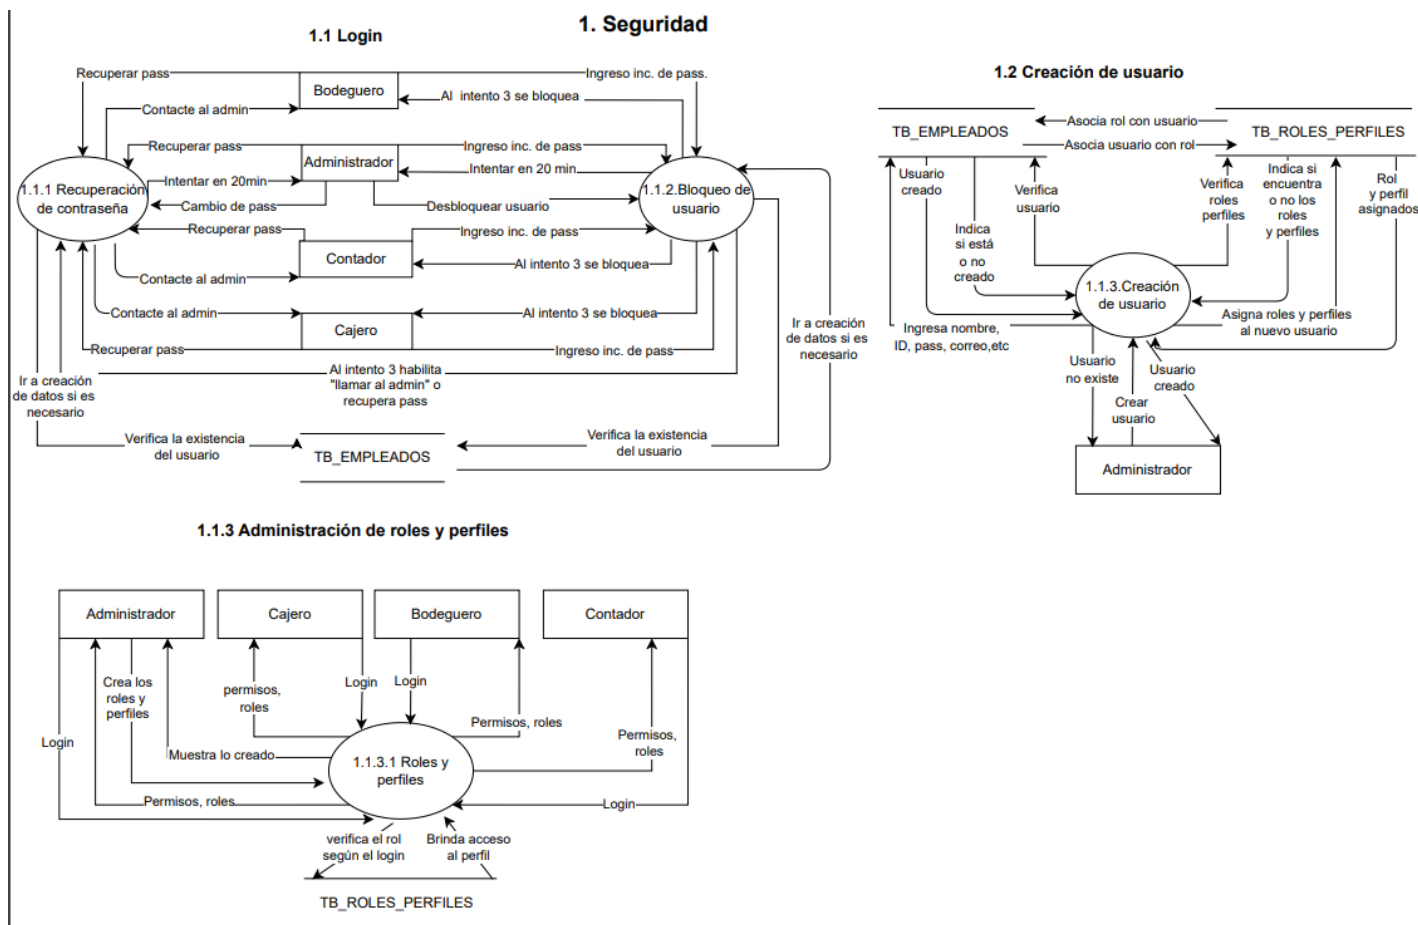 1. Seguridad
1.1 Login
Recuperar pass
Bodeguero
Ingreso inc. de pass.
Contacte al admin
Al intento 3 se bloquea
Recuperar pass
Administrador
Ingreso inc. de pass
Intentar en 20 min
1.1.1 Recuperación
de contraseña
Intentar en 20min
1.1.2.Bloqueo de
usuario
Cambio de pass
Desbloquear usuario
Recuperar pass
Ingreso inc. de pass
Contador
Contacte al admin
Al intento 3 se bloquea
Contacte al admin
Cajero
Al intento 3 se bloquea
Recuperar pass
Ingreso inc. de pass
Ir a creación
de datos si es
necesario
Al intento 3 habilita
"llamar al admin" o
recupera pass
Ir a creación
de datos si es
necesario
Verifica la existencia
del usuario
TB_EMPLEADOS
Verifica la existencia
del usuario
1.2 Creación de usuario
TB_EMPLEADOS
Asocia rol con usuario
Asocia usuario con rol
TB_ROLES_PERFILES
Usuario
creado
Indica
si está
o no
creado
Verifica
usuario
Verifica
roles
perfiles
Indica si
encuentra
o no los
roles
y perfiles
Rol
y perfil
asignados
1.1.3.Creación
de usuario
Ingresa nombre,
ID, pass, correo,etc
Asigna roles y perfiles
al nuevo usuario
Usuario
no existe
Crear
usuario
Usuario
creado
Administrador
1.1.3 Administración de roles y perfiles
Administrador
Cajero
Bodeguero
Contador
Crea los
roles y
perfiles
permisos,
roles
Login
Login
Permisos, roles
Permisos,
roles
Login
Muestra lo creado
1.1.3.1 Roles y
perfiles
Permisos, roles
Login
verifica el rol
según el login
Brinda acceso
al perfil
TB_ROLES_PERFILES